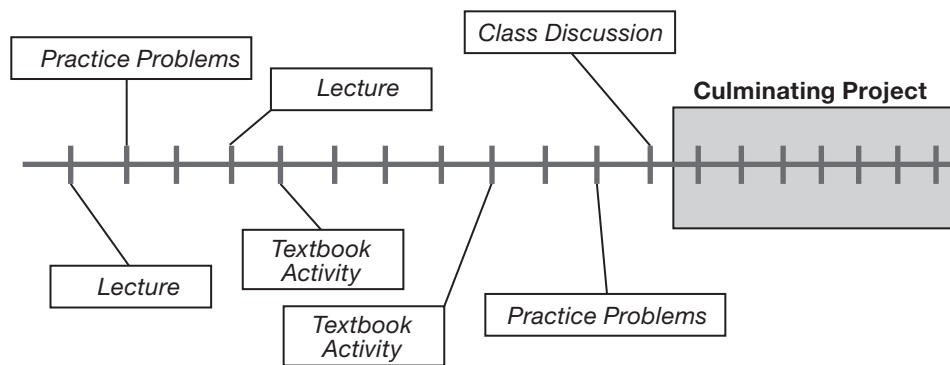 Class Discussion
Practice Problems
Lecture
Culminating Project
Textbook
Activity
Lecture
Textbook
Activity
Practice Problems